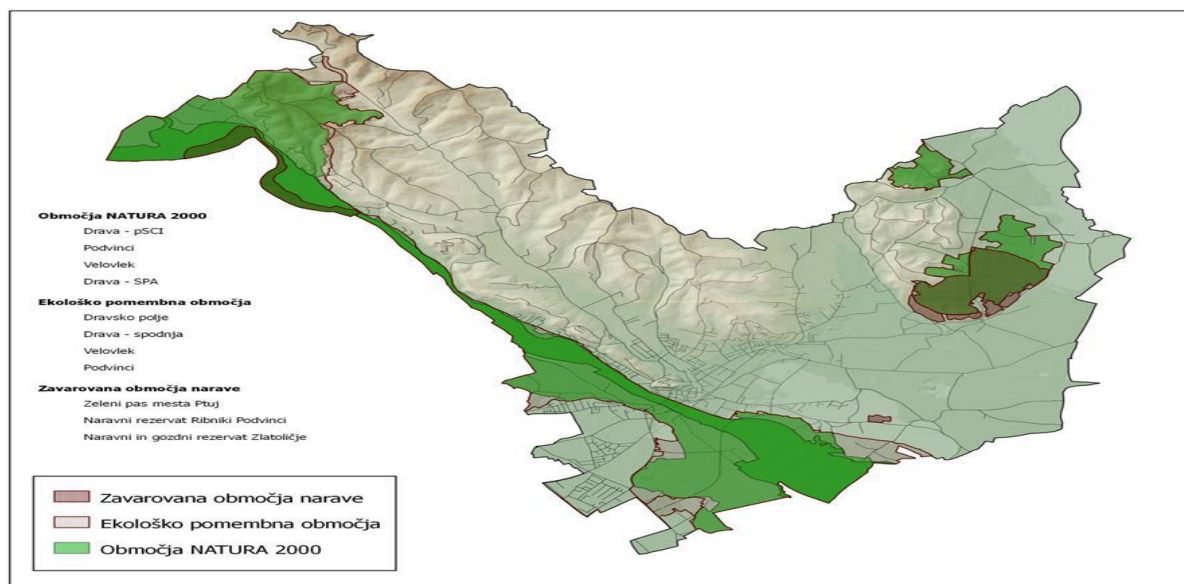 Območja NATURA 2000
Drava - pSCI
Podvinci
Velovlek
Drava - SPA
Ekološko pomembna območja
Dravsko polje
Drava - spodnja
Velovlek
Podvinci
Zavarovana območja narave
Zeleni pas mesta Ptuj
Naravni rezervat Ribniki Podvinci
Naravni in gozdni rezervat Zlatoličje
Zavarovana območja narave
Ekološko pomembna območja
Območja NATURA 2000